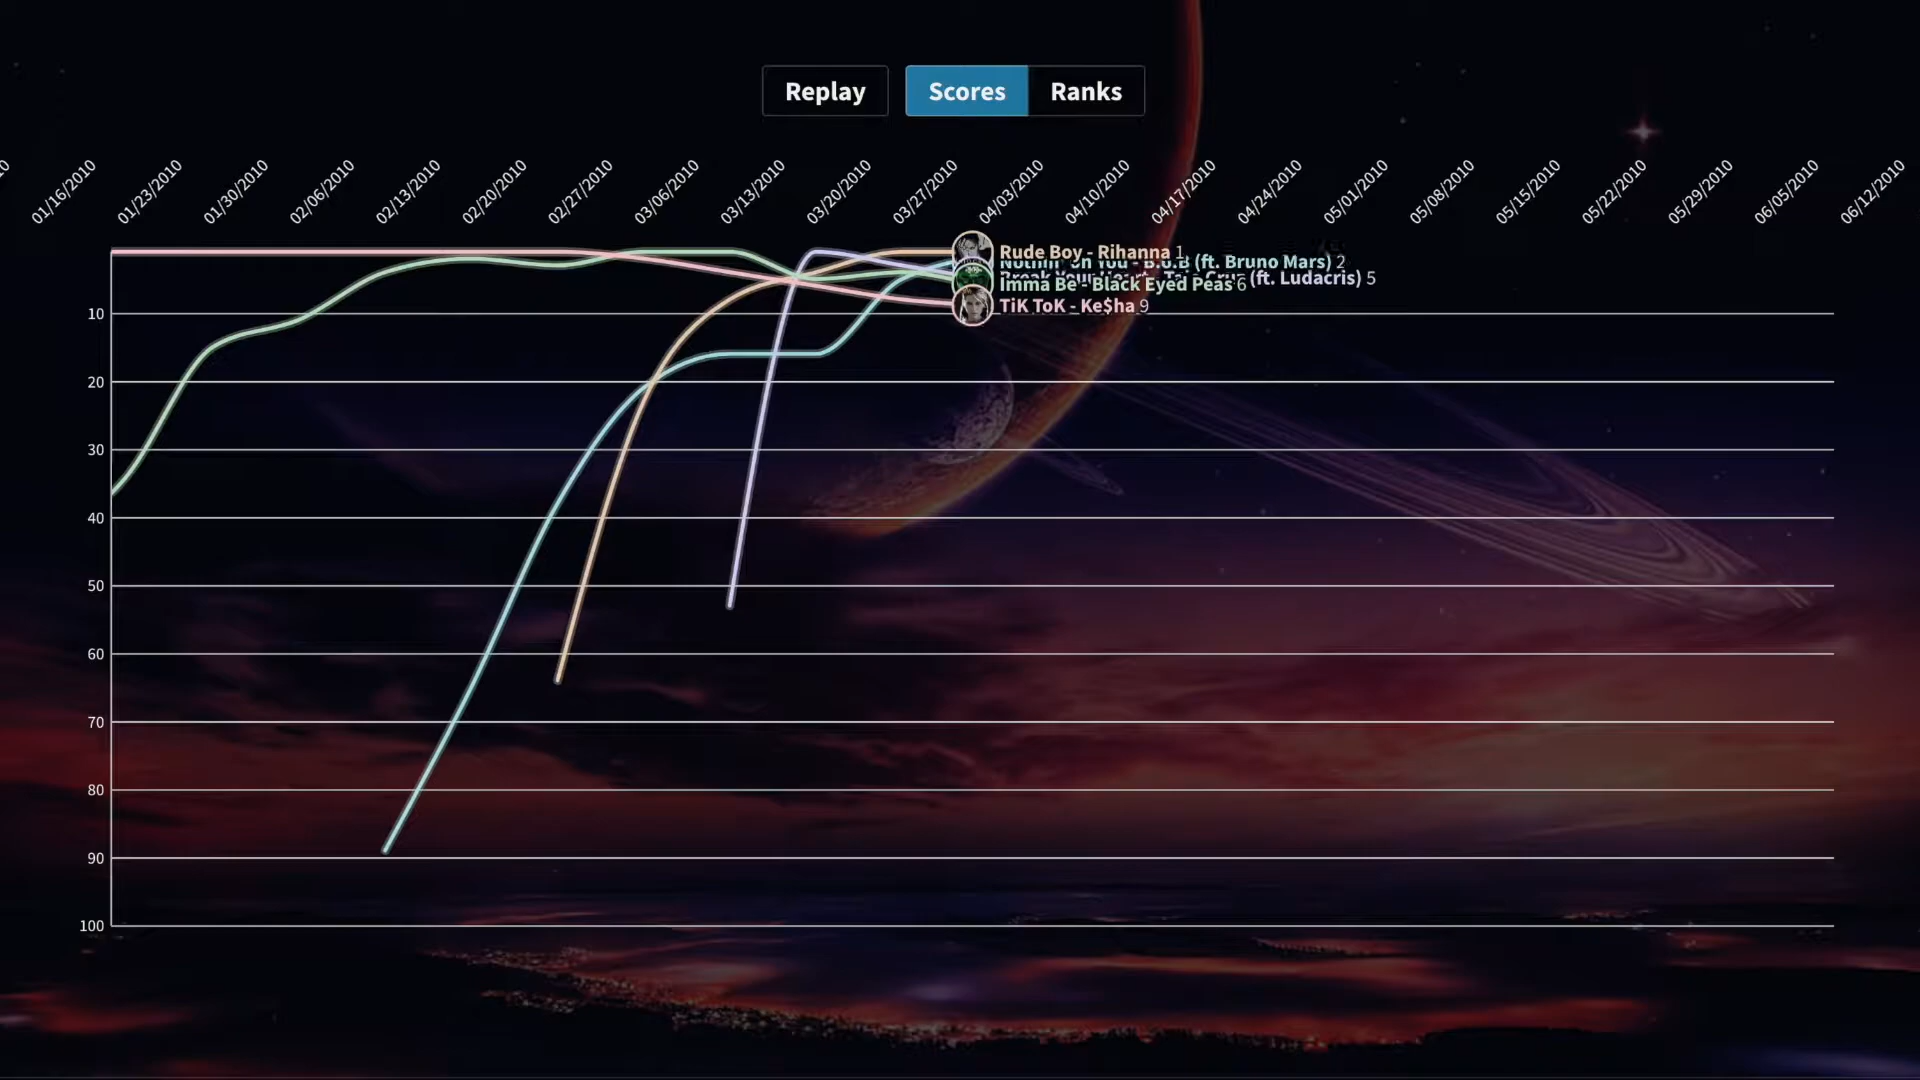 Replay Scores Ranks
01/16/2010 01/23/2010 01/30/2010 02/06/2010 02/13/2010 02/20/2010 02/27/2010 03/06/2010 03/13/2010 03/20/2010 03/27/2010 04/03/2010 04/10/2010 04/17/2010 04/24/2010 05/01/2010 05/08/2010 05/15/2010 05/22/2010 05/29/2010 06/05/2010 06/12/2010
Rude Boy - Rihanna 1
Nothin' On You - B.o.B (ft. Bruno Mars) 2
Break Your Heart - Taio Cruz (ft. Ludacris) 5
Imma Be - Black Eyed Peas 6
TiK ToK - Ke$ha 9
10
20
30
40
50
60
70
80
90
100